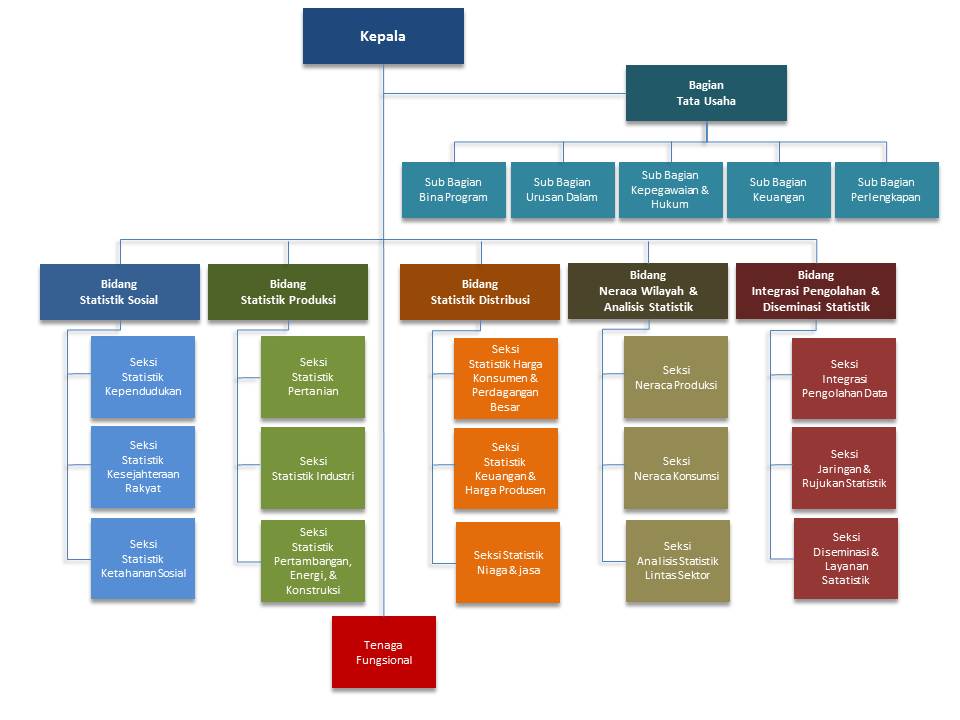 Kepala
Bagian
Tata Usaha
Sub Bagian
Bina Program
Sub Bagian
Urusan Dalam
Sub Bagian
Kepegawaian &
Hukum
Sub Bagian
Keuangan
Sub Bagian
Perlengkapan
Bidang
Statistik Sosial
Bidang
Statistik Produksi
Bidang
Statistik Distribusi
Bidang
Neraca Wilayah &
Analisis Statistik
Bidang
Integrasi Pengolahan &
Diseminasi Statistik
Seksi
Statistik
Kependudukan
Seksi
Statistik
Pertanian
Seksi
Statistik Harga
Konsumen &
Perdagangan
Besar
Seksi
Neraca Produksi
Seksi
Integrasi
Pengolahan Data
Seksi
Statistik
Kesejahteraan
Rakyat
Seksi
Statistik Industri
Seksi
Statistik
Keuangan &
Harga Produsen
Seksi
Neraca Konsumsi
Seksi
Jaringan &
Rujukan Statistik
Seksi
Statistik
Ketahanan Sosial
Seksi
Statistik
Pertambangan,
Energi, &
Konstruksi
Seksi Statistik
Niaga & jasa
Seksi
Analisis Statistik
Lintas Sektor
Seksi
Diseminasi &
Layanan
Satatistik
Tenaga
Fungsional